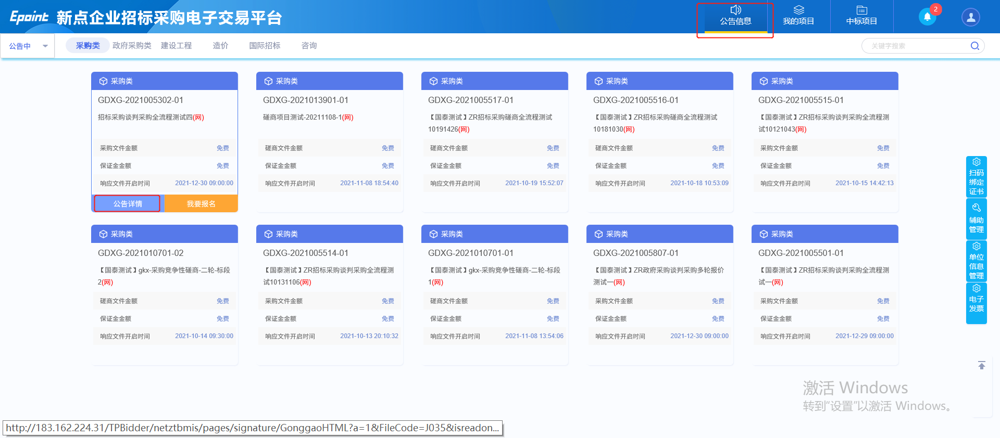 Epoint 新点企业招标采购电子交易平台
公告信息
我的项目
中标项目
2
公告中
采购类 政府采购类 建设工程 造价 国际招标 咨询
关键字搜索
采购类
GDXG-2021005302-01
招标采购谈判采购全流程测试四(网)
采购文件金额 免费
保证金金额 免费
响应文件开启时间 2021-12-30 09:00:00
公告详情 我要报名
采购类
GDXG-2021013901-01
磋商项目测试-20211108-1(网)
磋商文件金额 免费
保证金金额 免费
响应文件开启时间 2021-11-08 18:54:40
采购类
GDXG-2021005517-01
【国泰测试】ZR招标采购磋商全流程测试
10191426(网)
磋商文件金额 免费
保证金金额 免费
响应文件开启时间 2021-10-19 15:52:07
采购类
GDXG-2021005516-01
【国泰测试】ZR招标采购磋商全流程测试
10181030(网)
磋商文件金额 免费
保证金金额 免费
响应文件开启时间 2021-10-18 10:53:09
采购类
GDXG-2021005515-01
【国泰测试】ZR招标采购谈判采购全流程测
试10121043(网)
采购文件金额 免费
保证金金额 免费
响应文件开启时间 2021-10-15 14:42:13
采购类
GDXG-2021010701-02
【国泰测试】gkx-采购竞争性磋商-二轮-标段
2(网)
磋商文件金额 免费
保证金金额 免费
响应文件开启时间 2021-10-14 09:30:00
采购类
GDXG-2021005514-01
【国泰测试】ZR招标采购谈判采购全流程测
试10131106(网)
采购文件金额 免费
保证金金额 免费
响应文件开启时间 2021-10-13 20:10:32
采购类
GDXG-2021010701-01
【国泰测试】gkx-采购竞争性磋商-二轮-标段
1(网)
磋商文件金额 免费
保证金金额 免费
响应文件开启时间 2021-11-08 13:54:06
采购类
GDXG-2021005807-01
【国泰测试】ZR政府采购谈判采购多轮报价
测试一(网)
采购文件金额 免费
保证金金额 免费
响应文件开启时间 2021-12-30 09:00:00
采购类
GDXG-2021005501-01
【国泰测试】ZR招标采购谈判采购全流程测
试一(网)
采购文件金额 免费
保证金金额 免费
响应文件开启时间 2021-12-29 09:00:00
扫码
绑定
证书
辅助
管理
单位
信息
管理
电子
发票
激活 Windows
转到“设置”以激活 Windows。
http://183.162.224.31/TPBidder/netztbmis/pages/signature/GonggaoHTML?a=1&FileCode=J035&isreadon...